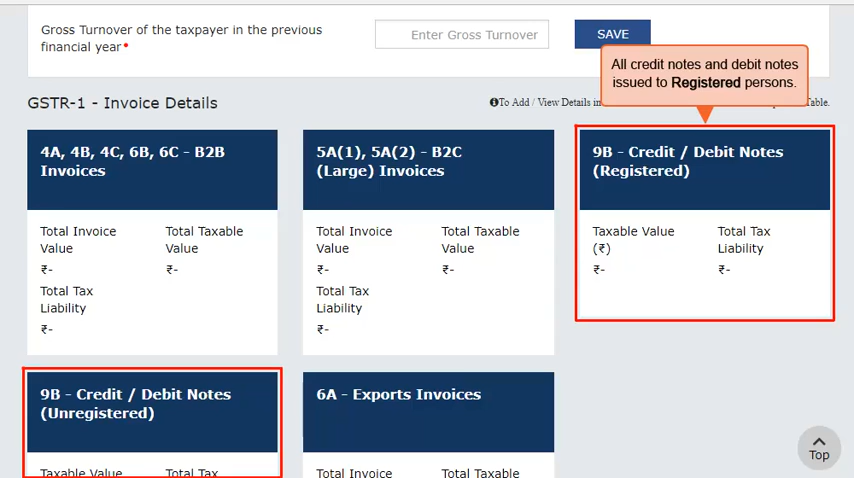 Gross Turnover of the taxpayer in the previous
financial year•
Enter Gross Turnover
SAVE
All credit notes and debit notes
issued to Registered persons.
GSTR-1 - Invoice Details
To Add / View Details in
Table.
4A, 4B, 4C, 6B, 6C - B2B
Invoices
Total Invoice
Value
₹-
Total Taxable
Value
₹-
Total Tax
Liability
₹-
5A(1), 5A(2) - B2C
(Large) Invoices
Total Invoice
Value
₹-
Total Taxable
Value
₹-
Total Tax
Liability
₹-
9B - Credit / Debit Notes
(Registered)
Taxable Value
(₹)
₹-
Total Tax
Liability
₹-
9B - Credit / Debit Notes
(Unregistered)
Taxable Value
Total Tax
6A - Exports Invoices
Total Invoice
Total Taxable
Top